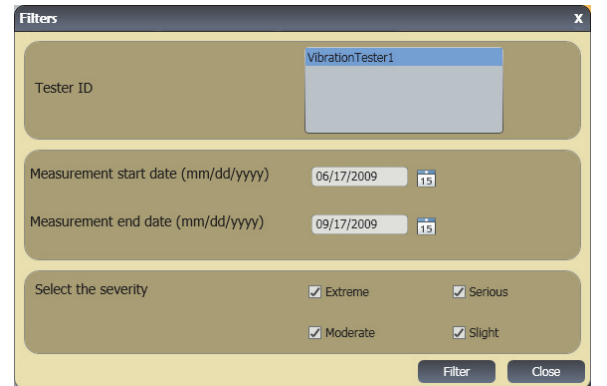 Filters X
VibrationTester1
Tester ID
Measurement start date (mm/dd/yyyy) 06/17/2009 15
Measurement end date (mm/dd/yyyy) 09/17/2009 15
Select the severity Extreme Serious
Moderate Slight
Filter Close